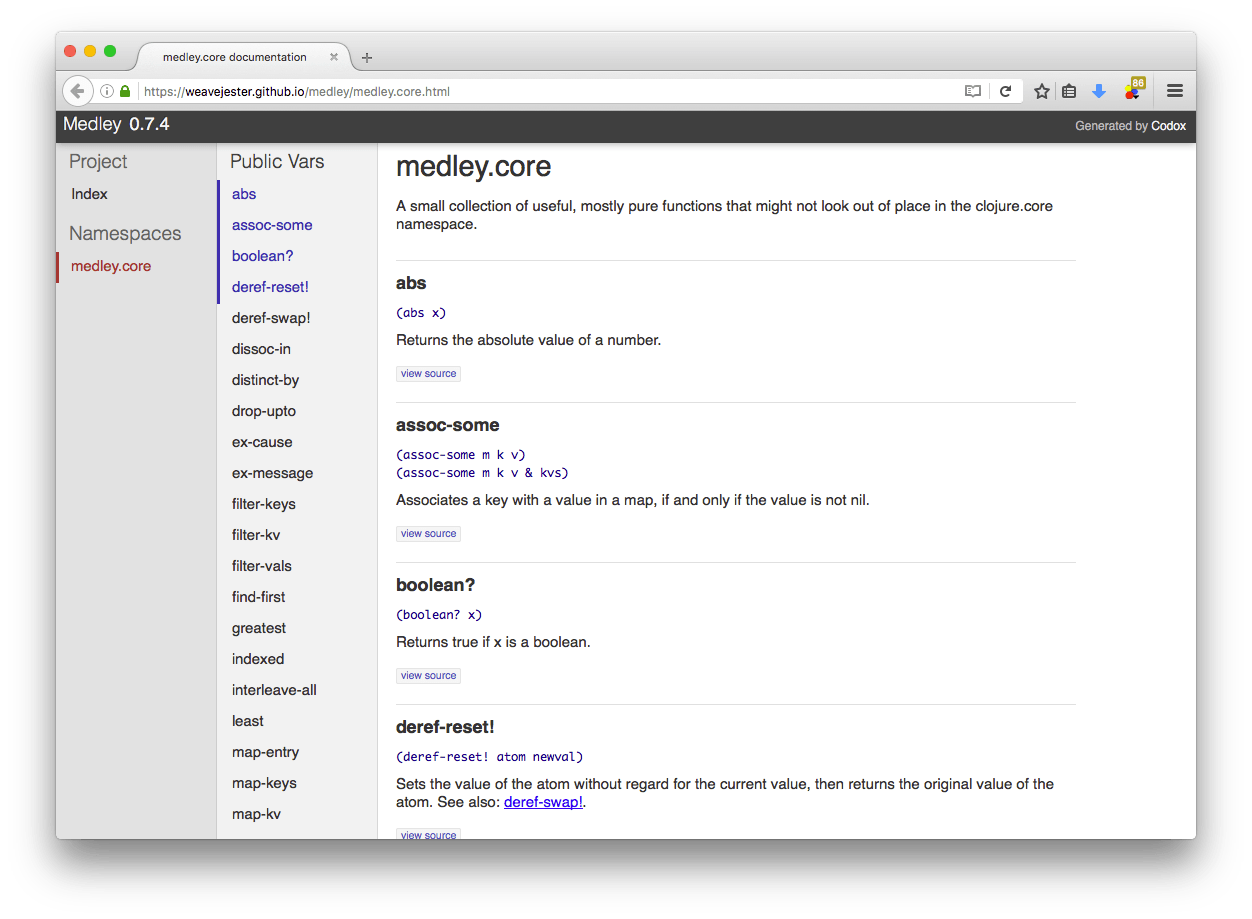 medley.core documentation
https://weavejester.github.io/medley/medley.core.html
86
Medley 0.7.4
Generated by Codox
Project
Index
Namespaces
medley.core
Public Vars
abs
assoc-some
boolean?
deref-reset!
deref-swap!
dissoc-in
distinct-by
drop-upto
ex-cause
ex-message
filter-keys
filter-kv
filter-vals
find-first
greatest
indexed
interleave-all
least
map-entry
map-keys
map-kv
medley.core
A small collection of useful, mostly pure functions that might not look out of place in the clojure.core
namespace.
abs
(abs x)
Returns the absolute value of a number.
view source
assoc-some
(assoc-some m k v)
(assoc-some m k v & kvs)
Associates a key with a value in a map, if and only if the value is not nil.
view source
boolean?
(boolean? x)
Returns true if x is a boolean.
view source
deref-reset!
(deref-reset! atom newval)
Sets the value of the atom without regard for the current value, then returns the original value of the
atom. See also: deref-swap!.
view source